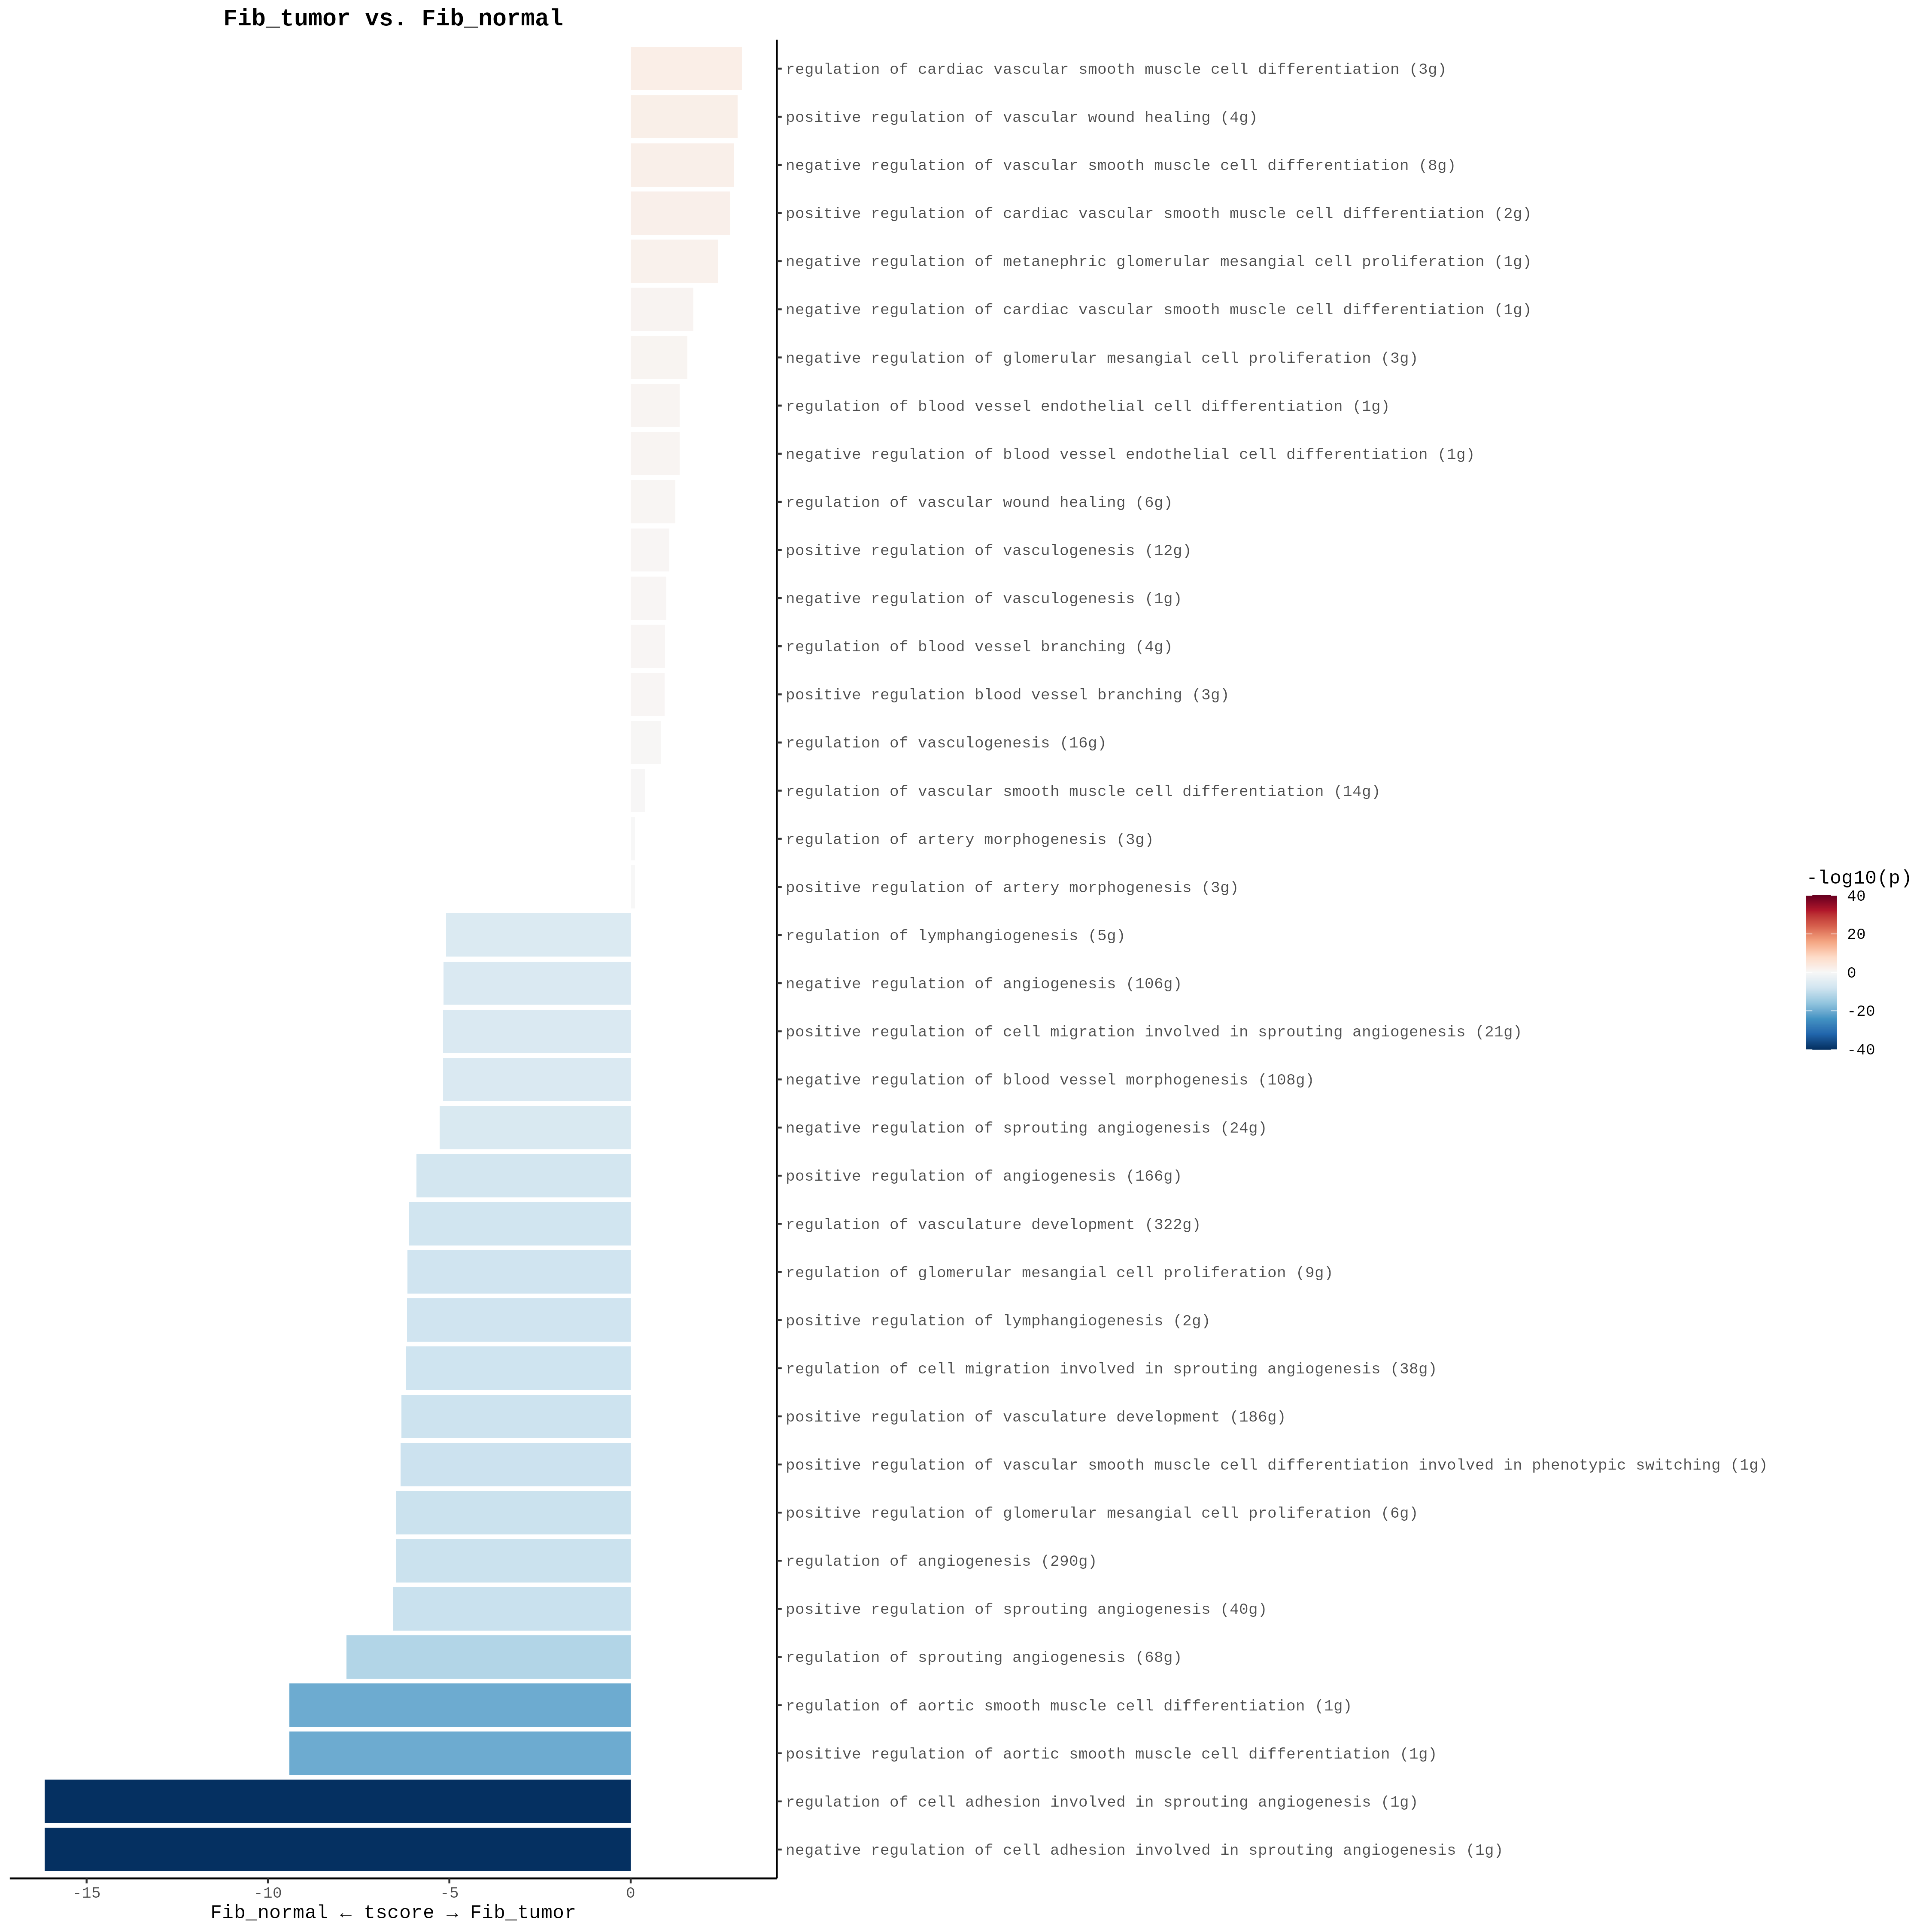 Fib_tumor vs. Fib_normal
regulation of cardiac vascular smooth muscle cell differentiation (3g)
positive regulation of vascular wound healing (4g)
negative regulation of vascular smooth muscle cell differentiation (8g)
positive regulation of cardiac vascular smooth muscle cell differentiation (2g)
negative regulation of metanephric glomerular mesangial cell proliferation (1g)
negative regulation of cardiac vascular smooth muscle cell differentiation (1g)
negative regulation of glomerular mesangial cell proliferation (3g)
regulation of blood vessel endothelial cell differentiation (1g)
negative regulation of blood vessel endothelial cell differentiation (1g)
regulation of vascular wound healing (6g)
positive regulation of vasculogenesis (12g)
negative regulation of vasculogenesis (1g)
regulation of blood vessel branching (4g)
positive regulation blood vessel branching (3g)
regulation of vasculogenesis (16g)
regulation of vascular smooth muscle cell differentiation (14g)
regulation of artery morphogenesis (3g)
positive regulation of artery morphogenesis (3g)
regulation of lymphangiogenesis (5g)
negative regulation of angiogenesis (106g)
positive regulation of cell migration involved in sprouting angiogenesis (21g)
negative regulation of blood vessel morphogenesis (108g)
negative regulation of sprouting angiogenesis (24g)
positive regulation of angiogenesis (166g)
regulation of vasculature development (322g)
regulation of glomerular mesangial cell proliferation (9g)
positive regulation of lymphangiogenesis (2g)
regulation of cell migration involved in sprouting angiogenesis (38g)
positive regulation of vasculature development (186g)
positive regulation of vascular smooth muscle cell differentiation involved in phenotypic switching (1g)
positive regulation of glomerular mesangial cell proliferation (6g)
regulation of angiogenesis (290g)
positive regulation of sprouting angiogenesis (40g)
regulation of sprouting angiogenesis (68g)
regulation of aortic smooth muscle cell differentiation (1g)
positive regulation of aortic smooth muscle cell differentiation (1g)
regulation of cell adhesion involved in sprouting angiogenesis (1g)
negative regulation of cell adhesion involved in sprouting angiogenesis (1g)
-15 -10 -5 0
Fib_normal ← tscore → Fib_tumor
-log10(p)
40
20
0
-20
-40